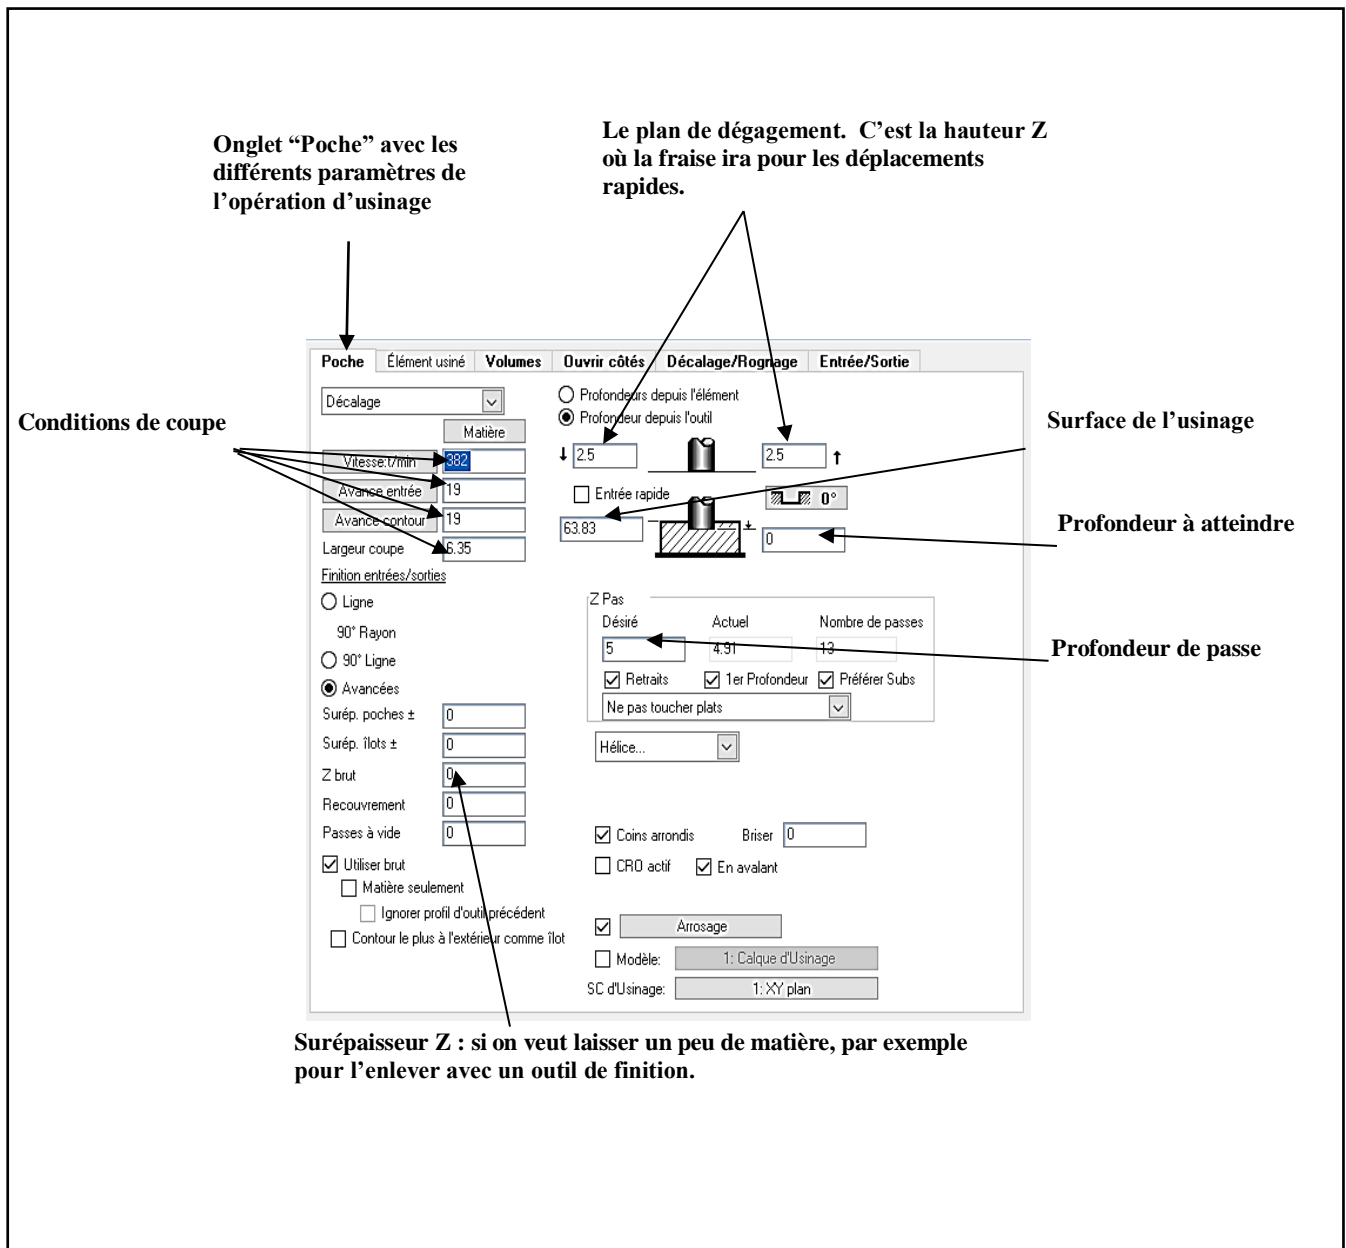 Onglet “Poche” avec les
différents paramètres de
l’opération d’usinage
Le plan de dégagement.  C’est la hauteur Z
où la fraise ira pour les déplacements
rapides.
Conditions de coupe
Surface de l’usinage
Profondeur à atteindre
Profondeur de passe
Poche Élément usiné Volumes Ouvrir côtés Décalage/Rognage Entrée/Sortie
Décalage
Matière
Vitesse:t/min 382
Avance entrée 19
Avance contour 19
Largeur coupe 6.35
Finition entrées/sorties
Ligne
90° Rayon
90° Ligne
Avancées
Surép. poches ± 0
Surép. îlots ± 0
Z brut 0
Recouvrement 0
Passes à vide 0
Utiliser brut
Matière seulement
Ignorer profil d'outil précédent
Contour le plus à l'extérieur comme îlot
Profondeurs depuis l'élément
Profondeur depuis l'outil
2.5 2.5
Entrée rapide 0°
63.83 0
Z Pas
Désiré Actuel Nombre de passes
5 4.91 13
Retraits 1er Profondeur Préférer Subs
Ne pas toucher plats
Hélice...
Coins arrondis Briser 0
CRO actif En avalant
Arrosage
Modèle: 1: Calque d'Usinage
SC d'Usinage: 1: XY plan
Surépaisseur Z : si on veut laisser un peu de matière, par exemple
pour l’enlever avec un outil de finition.